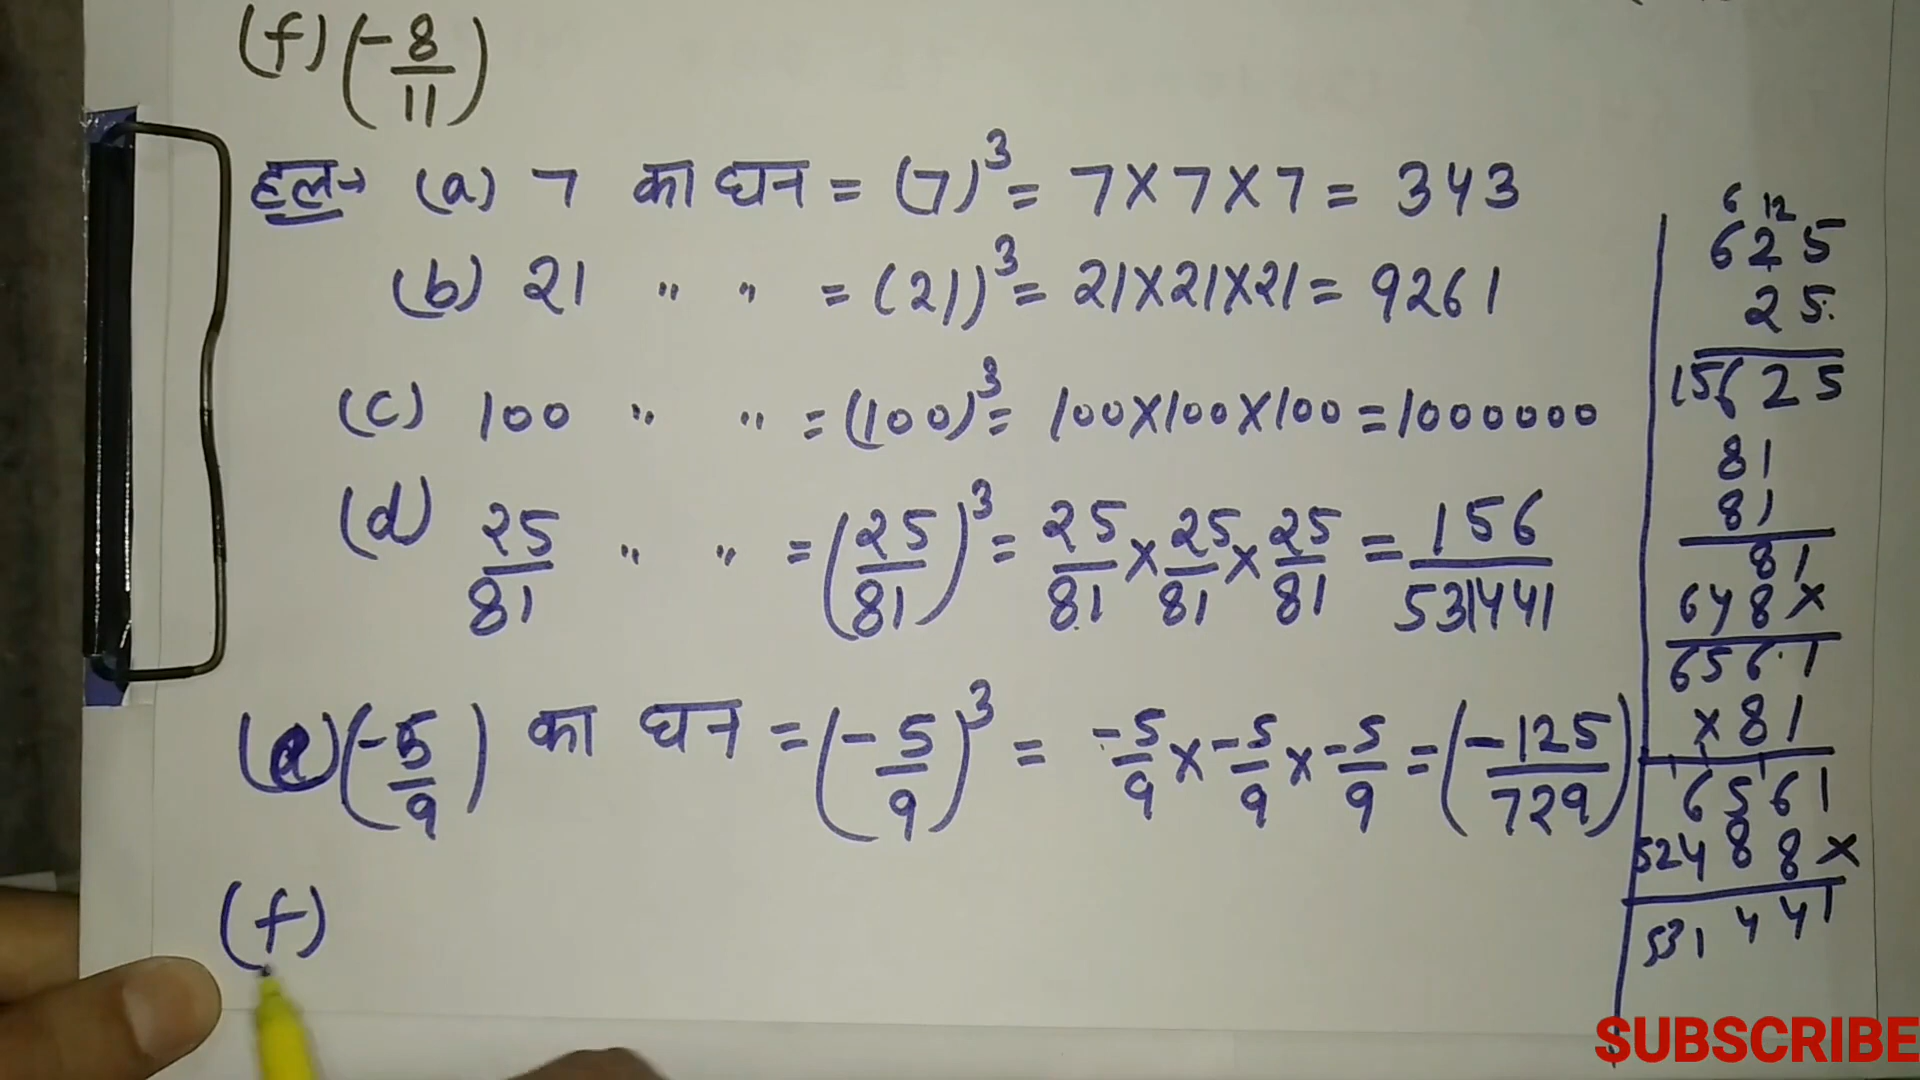 (f) (-8/11)
हल→ (a) 7 का घन = (7)³ = 7×7×7 = 343
(b) 21 " " = (21)³ = 21×21×21 = 9261
(c) 100 " " = (100)³ = 100×100×100 = 1000000
(d) 25/81 " " = (25/81)³ = 25/81 × 25/81 × 25/81 = 156/531441
(e) (-5/9) का घन = (-5/9)³ = -5/9 × -5/9 × -5/9 = (-125/729)
(f)
6 12
625
25
15625
81
81
81
648×
6561
×81
6561
52488×
531441
SUBSCRIBE